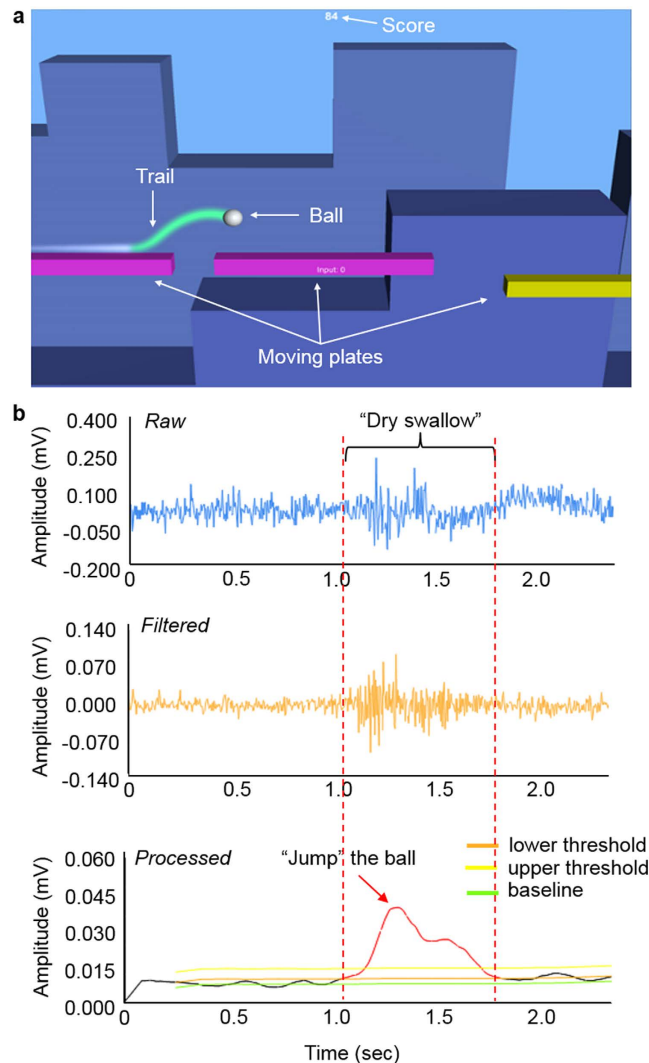 a
84
Score
Trail
Ball
Input: 0
Moving plates
b
Raw
“Dry swallow”
Amplitude (mV)
0.400
0.250
0.100
-0.050
-0.200
0 0.5 1.0 1.5 2.0
Filtered
Amplitude (mV)
0.140
0.070
0.000
-0.070
-0.140
0 0.5 1.0 1.5 2.0
Processed
“Jump” the ball
lower threshold
upper threshold
baseline
Amplitude (mV)
0.060
0.045
0.030
0.015
0.000
0 0.5 1.0 1.5 2.0
Time (sec)